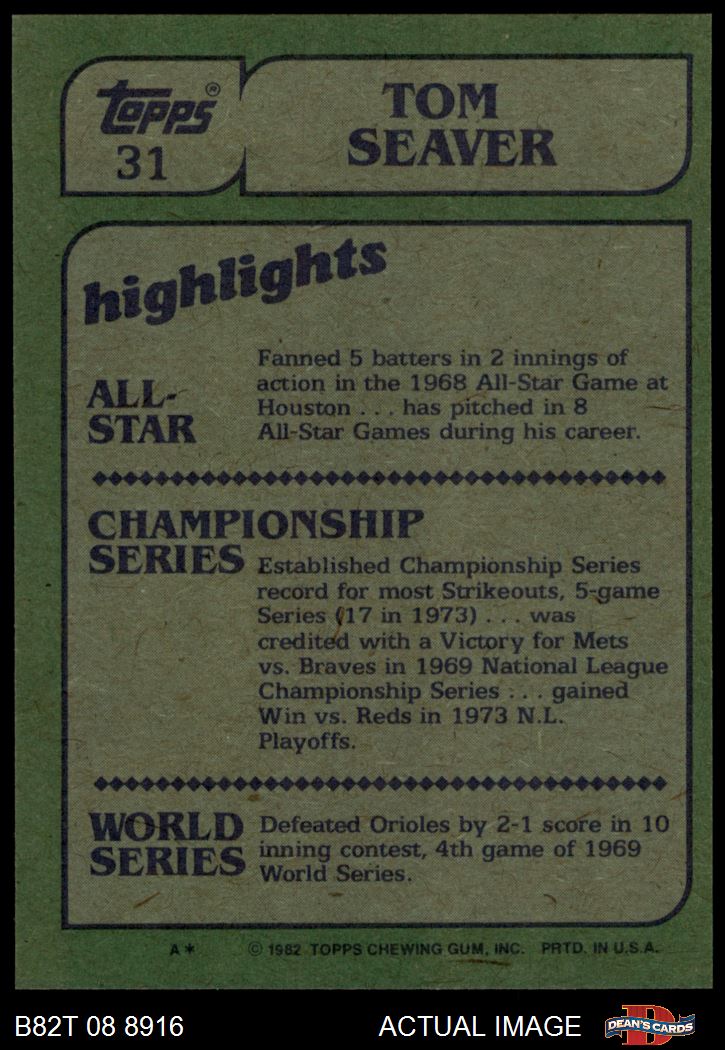 topps®
31
TOM
SEAVER
highlights
ALL-
STAR
Fanned 5 batters in 2 innings of
action in the 1968 All-Star Game at
Houston . . . has pitched in 8
All-Star Games during his career.
CHAMPIONSHIP
SERIES
Established Championship Series
record for most Strikeouts, 5-game
Series (17 in 1973) . . . was
credited with a Victory for Mets
vs. Braves in 1969 National League
Championship Series . . . gained
Win vs. Reds in 1973 N.L.
Playoffs.
WORLD
SERIES
Defeated Orioles by 2-1 score in 10
inning contest, 4th game of 1969
World Series.
A* © 1982 TOPPS CHEWING GUM, INC. PRTD. IN U.S.A.
B82T 08 8916 ACTUAL IMAGE D DEAN'S CARDS